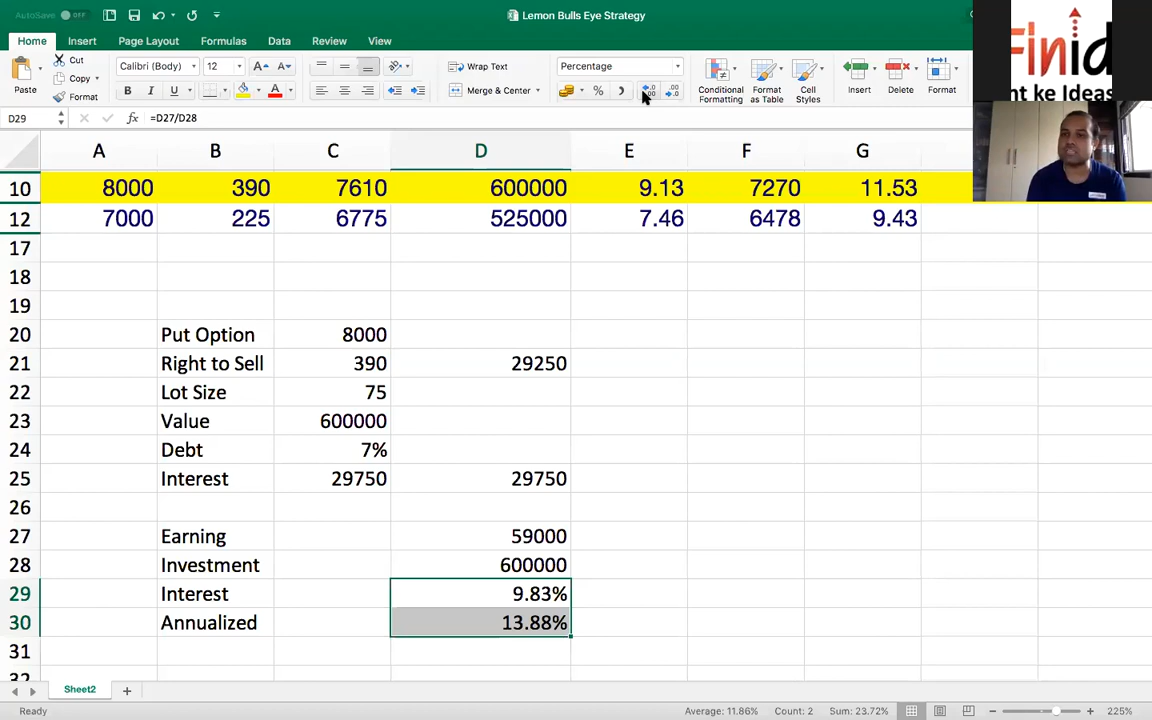 AutoSave OFF Lemon Bulls Eye Strategy
Home Insert Page Layout Formulas Data Review View
Paste Cut Copy Format
Calibri (Body) 12 Wrap Text Percentage
B I U A Merge & Center %
Conditional Formatting Format as Table Cell Styles Insert Delete Format
D29 fx =D27/D28
A B C D E F G
10 8000 390 7610 600000 9.13 7270 11.53
12 7000 225 6775 525000 7.46 6478 9.43
17
18
19
20 Put Option 8000
21 Right to Sell 390 29250
22 Lot Size 75
23 Value 600000
24 Debt 7%
25 Interest 29750 29750
26
27 Earning 59000
28 Investment 600000
29 Interest 9.83%
30 Annualized 13.88%
31
32
Sheet2
Ready Average: 11.86% Count: 2 Sum: 23.72% 225%
Finid
nt ke Ideas